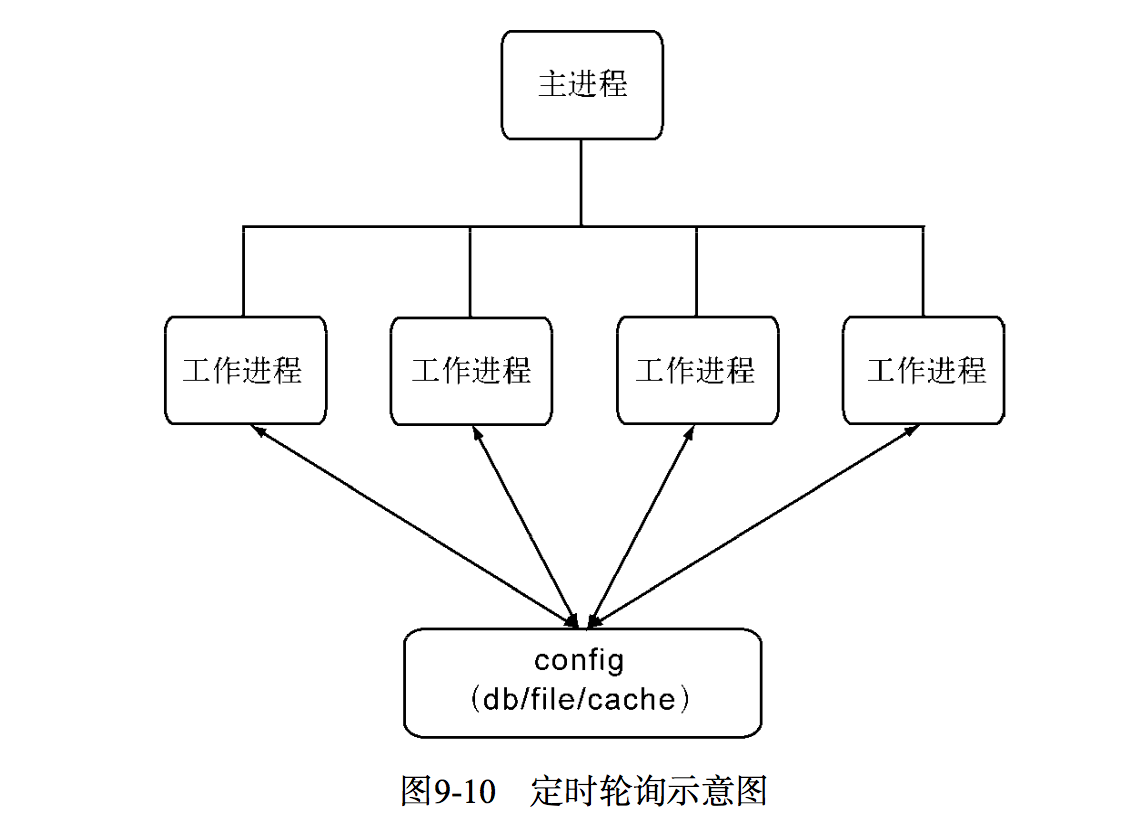 主进程
工作进程
工作进程
工作进程
工作进程
config
（db/file/cache）
图9-10 定时轮询示意图